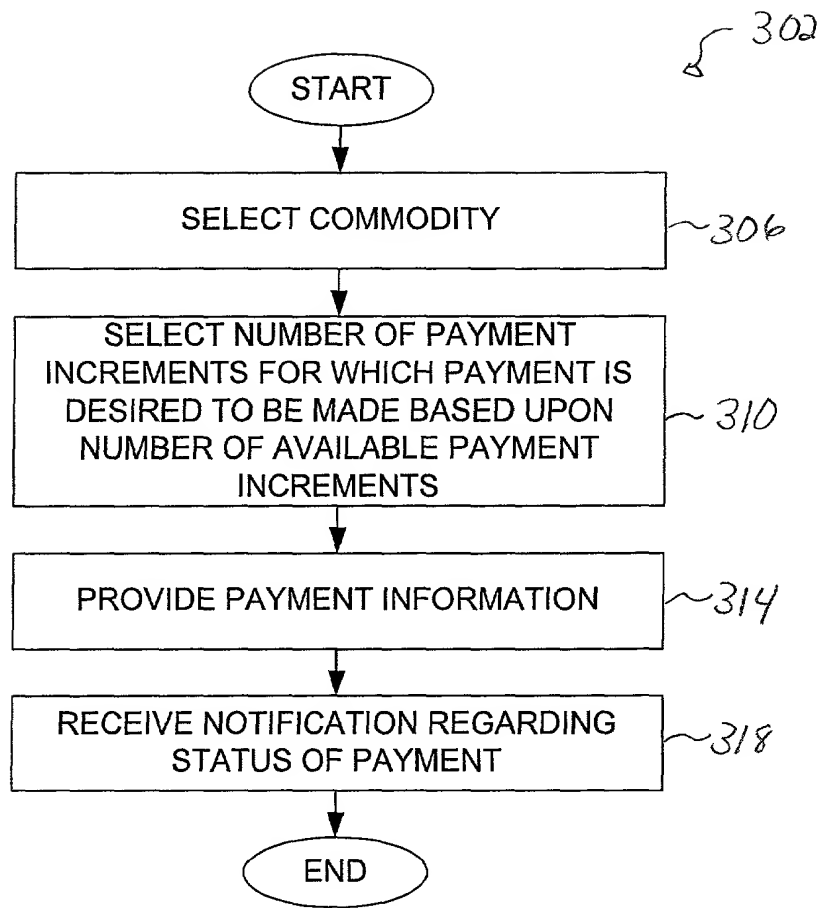 302
START
SELECT COMMODITY
306
SELECT NUMBER OF PAYMENT
INCREMENTS FOR WHICH PAYMENT IS
DESIRED TO BE MADE BASED UPON
NUMBER OF AVAILABLE PAYMENT
INCREMENTS
310
PROVIDE PAYMENT INFORMATION
314
RECEIVE NOTIFICATION REGARDING
STATUS OF PAYMENT
318
END